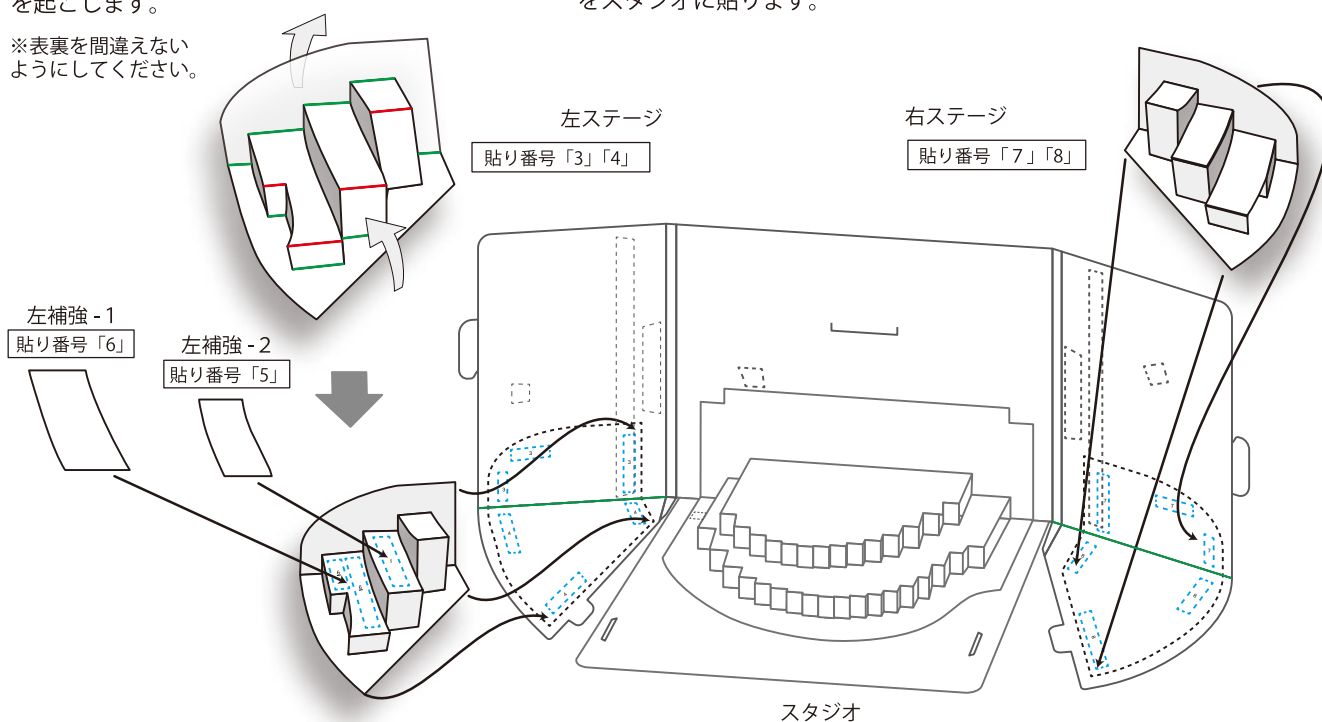 を起こします。
※表裏を間違えない
ようにしてください。
をスタジオに貼ります。
左ステージ
貼り番号「3」「4」
右ステージ
貼り番号「7」「8」
左補強 - 1
貼り番号「6」
左補強 - 2
貼り番号「5」
スタジオ